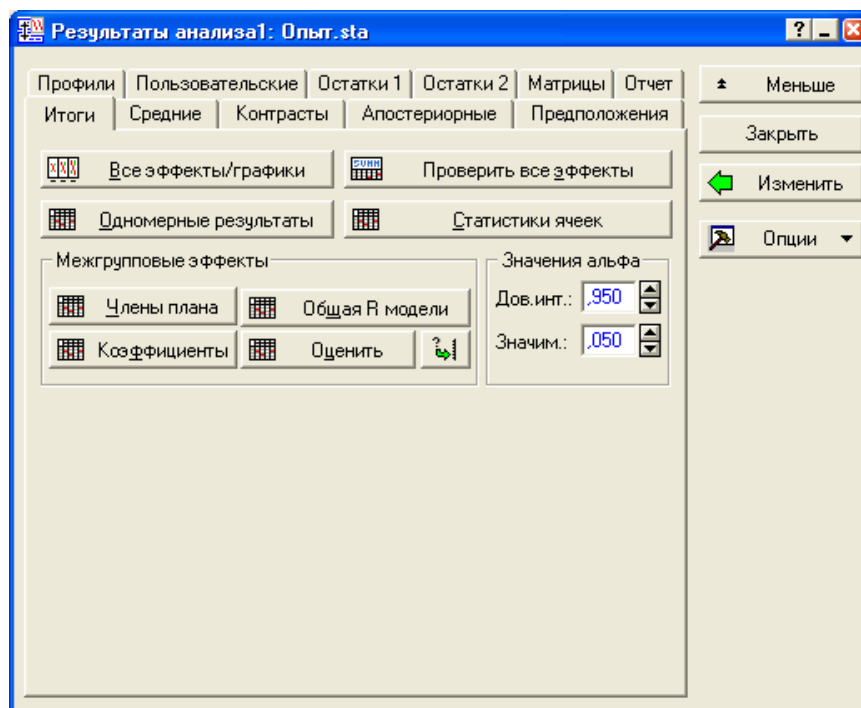 Результаты анализа1: Опыт.sta
Профили Пользовательские Остатки 1 Остатки 2 Матрицы Отчет
Итоги Средние Контрасты Апостериорные Предположения
Все эффекты/графики
Проверить все эффекты
Одномерные результаты
Статистики ячеек
Межгрупповые эффекты
Члены плана
Общая R модели
Коэффициенты
Оценить
Значения альфа
Дов.инт.: ,950
Значим.: ,050
Меньше
Закрыть
Изменить
Опции